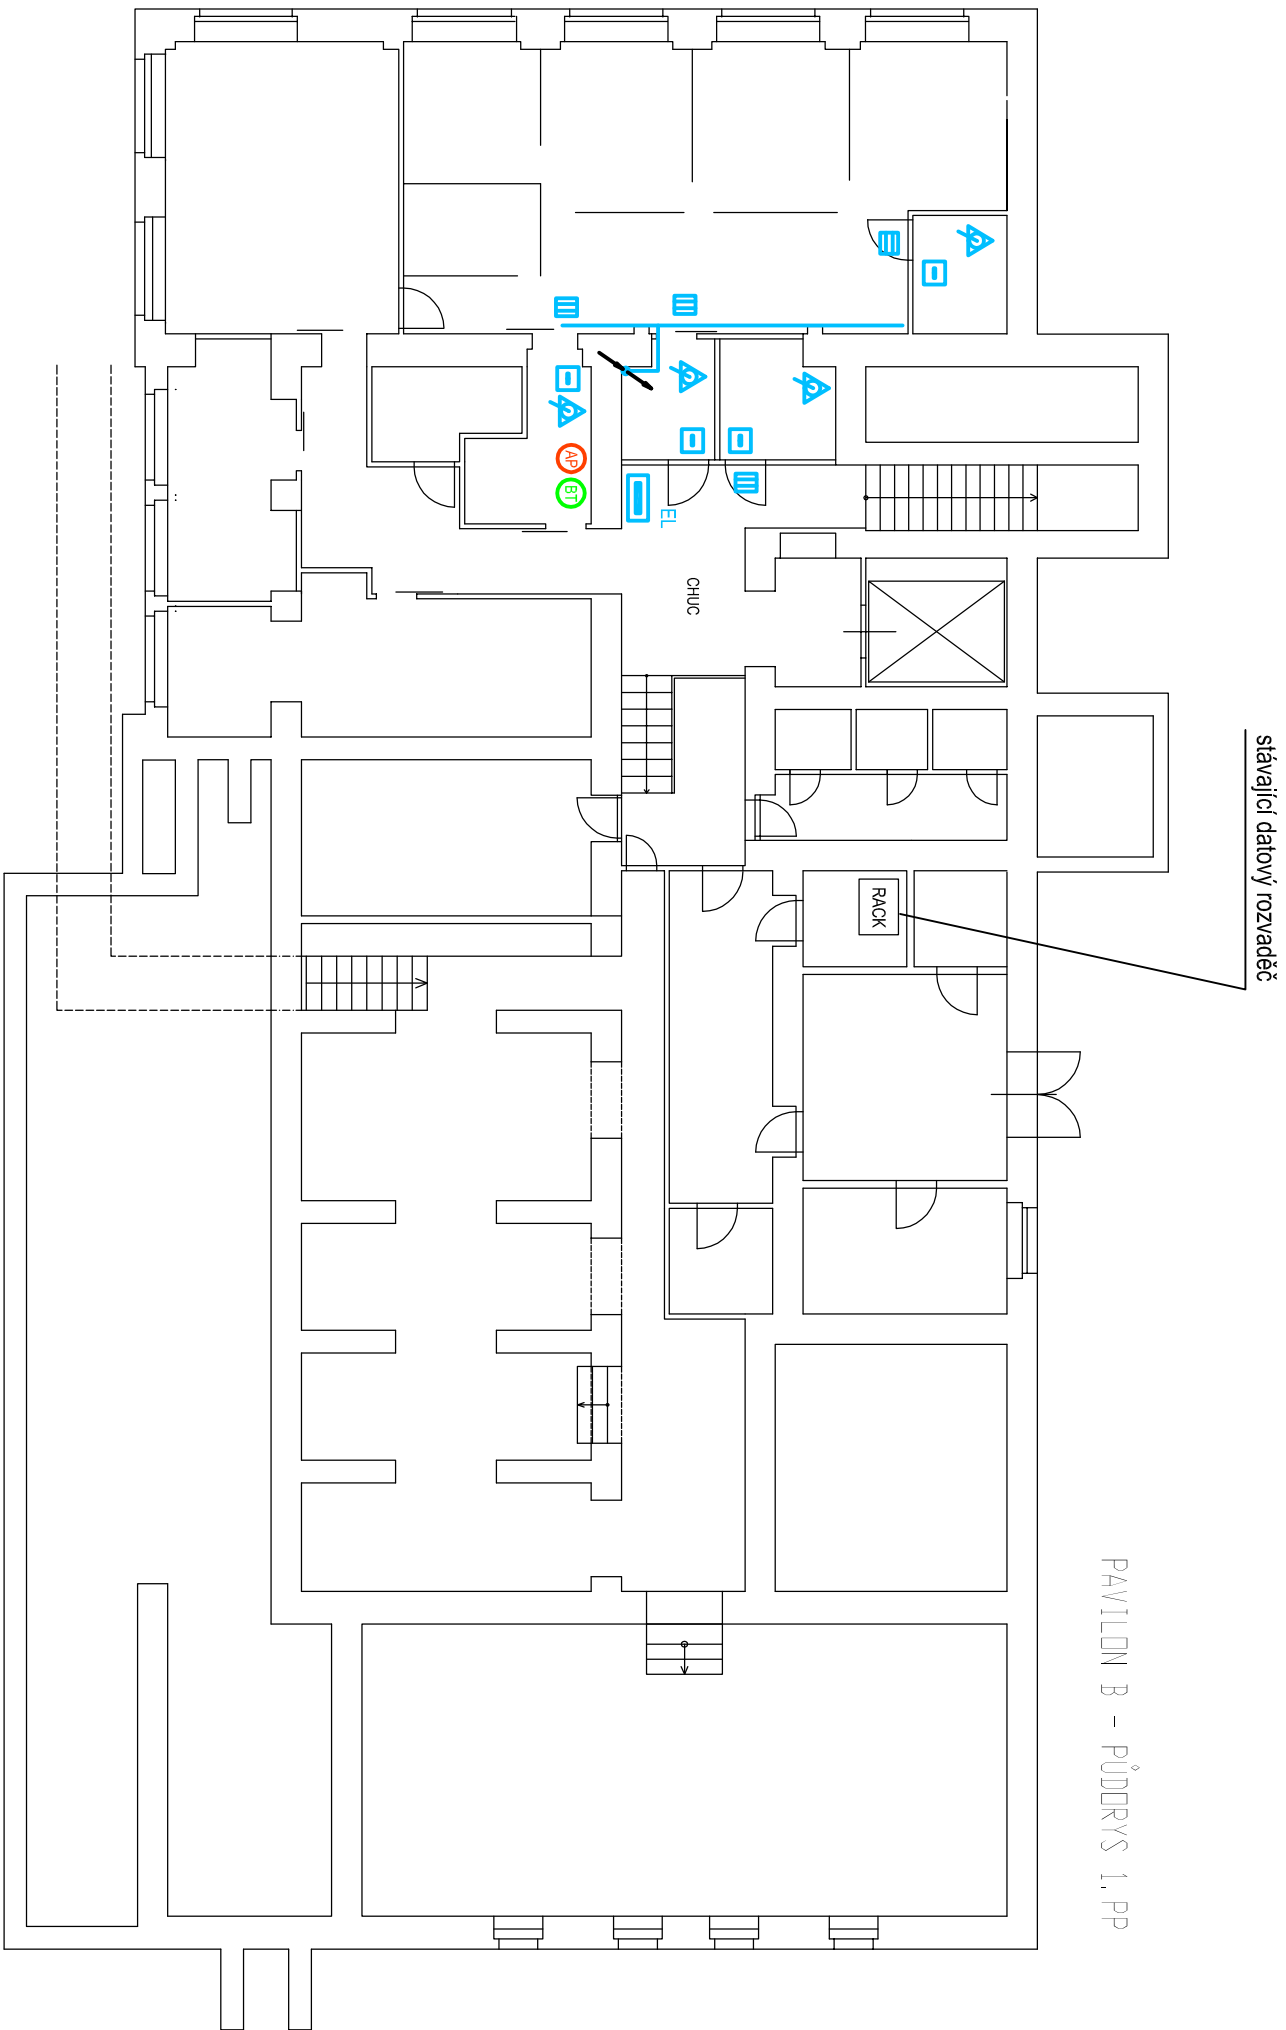 stávající datový rozvaděč
RACK
CHUC
EL
AP
BT
PAVILON B - PŮDORYS 1.PP